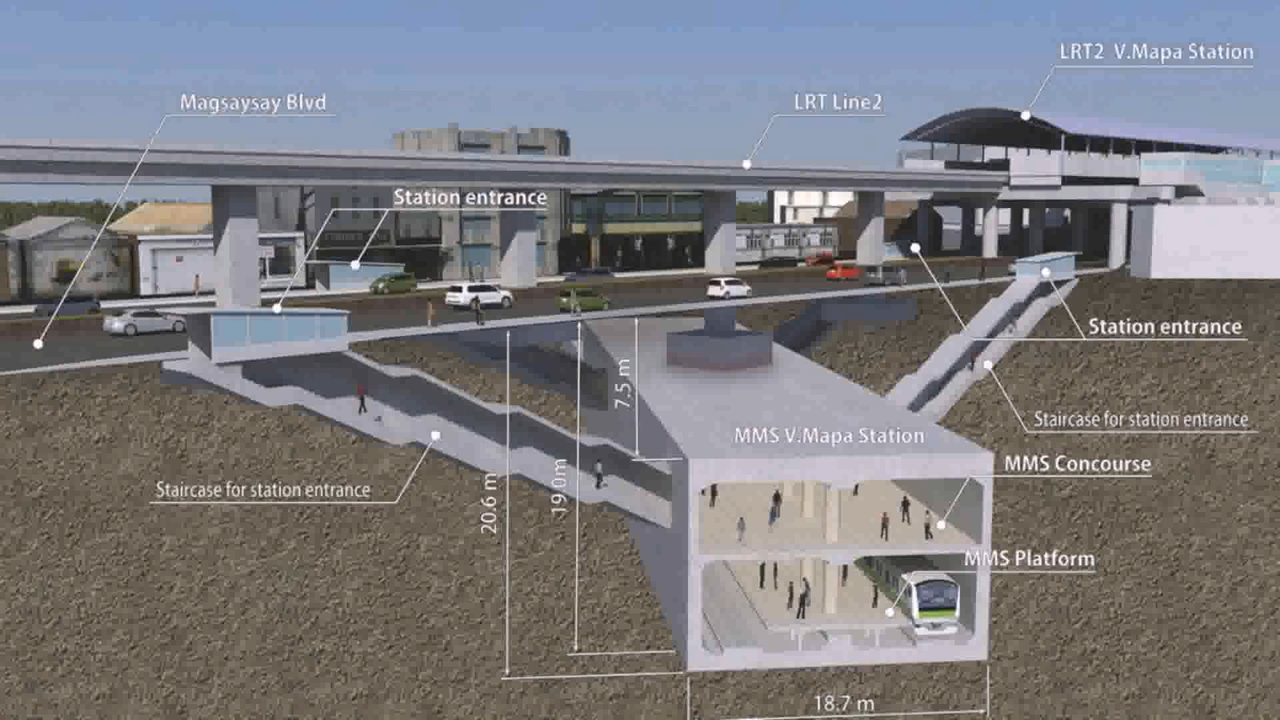 LRT2 V.Mapa Station
Magsaysay Blvd
LRT Line2
Station entrance
Station entrance
7.5 m
Staircase for station entrance
MMS V.Mapa Station
MMS Concourse
Staircase for station entrance
20.6 m
19.0m
MMS Platform
18.7 m